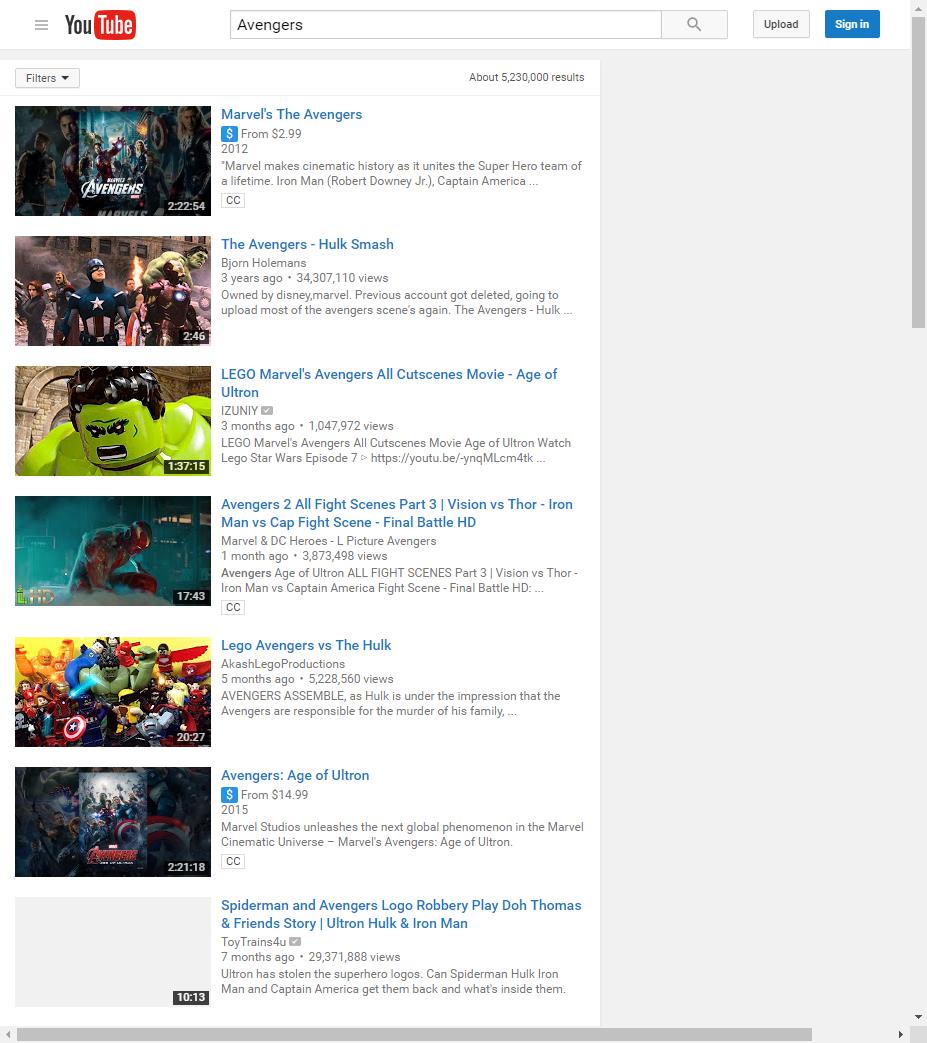 YouTube
Avengers
Upload
Sign in
Filters
About 5,230,000 results
MARVEL'S
AVENGERS
2:22:54
Marvel's The Avengers
$ From $2.99
2012
"Marvel makes cinematic history as it unites the Super Hero team of
a lifetime. Iron Man (Robert Downey Jr.), Captain America ...
CC
2:46
The Avengers - Hulk Smash
Bjorn Holemans
3 years ago • 34,307,110 views
Owned by disney,marvel. Previous account got deleted, going to
upload most of the avengers scene's again. The Avengers - Hulk ...
1:37:15
LEGO Marvel's Avengers All Cutscenes Movie - Age of
Ultron
IZUNIY
3 months ago • 1,047,972 views
LEGO Marvel's Avengers All Cutscenes Movie Age of Ultron Watch
Lego Star Wars Episode 7 ▹ https://youtu.be/-ynqMLcm4tk ...
L HD
17:43
Avengers 2 All Fight Scenes Part 3 | Vision vs Thor - Iron
Man vs Cap Fight Scene - Final Battle HD
Marvel & DC Heroes - L Picture Avengers
1 month ago • 3,873,498 views
Avengers Age of Ultron ALL FIGHT SCENES Part 3 | Vision vs Thor -
Iron Man vs Captain America Fight Scene - Final Battle HD: ...
CC
20:27
Lego Avengers vs The Hulk
AkashLegoProductions
5 months ago • 5,228,560 views
AVENGERS ASSEMBLE, as Hulk is under the impression that the
Avengers are responsible for the murder of his family, ...
AVENGERS
2:21:18
Avengers: Age of Ultron
$ From $14.99
2015
Marvel Studios unleashes the next global phenomenon in the Marvel
Cinematic Universe – Marvel's Avengers: Age of Ultron.
CC
10:13
Spiderman and Avengers Logo Robbery Play Doh Thomas
& Friends Story | Ultron Hulk & Iron Man
ToyTrains4u
7 months ago • 29,371,888 views
Ultron has stolen the superhero logos. Can Spiderman Hulk Iron
Man and Captain America get them back and what's inside them.